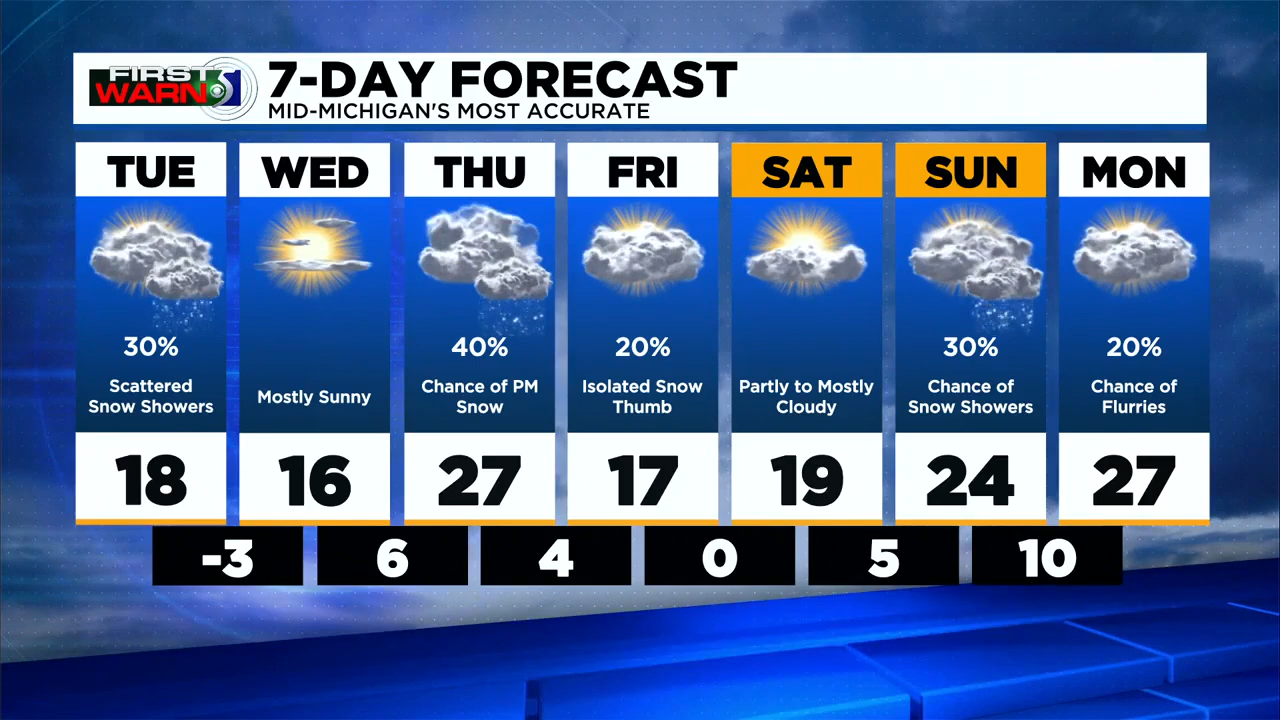 FIRST
WARN 5
7-DAY FORECAST
MID-MICHIGAN'S MOST ACCURATE
TUE
30%
Scattered
Snow Showers
18
WED
Mostly Sunny
16
THU
40%
Chance of PM
Snow
27
FRI
20%
Isolated Snow
Thumb
17
SAT
Partly to Mostly
Cloudy
19
SUN
30%
Chance of
Snow Showers
24
MON
20%
Chance of
Flurries
27
-3
6
4
0
5
10